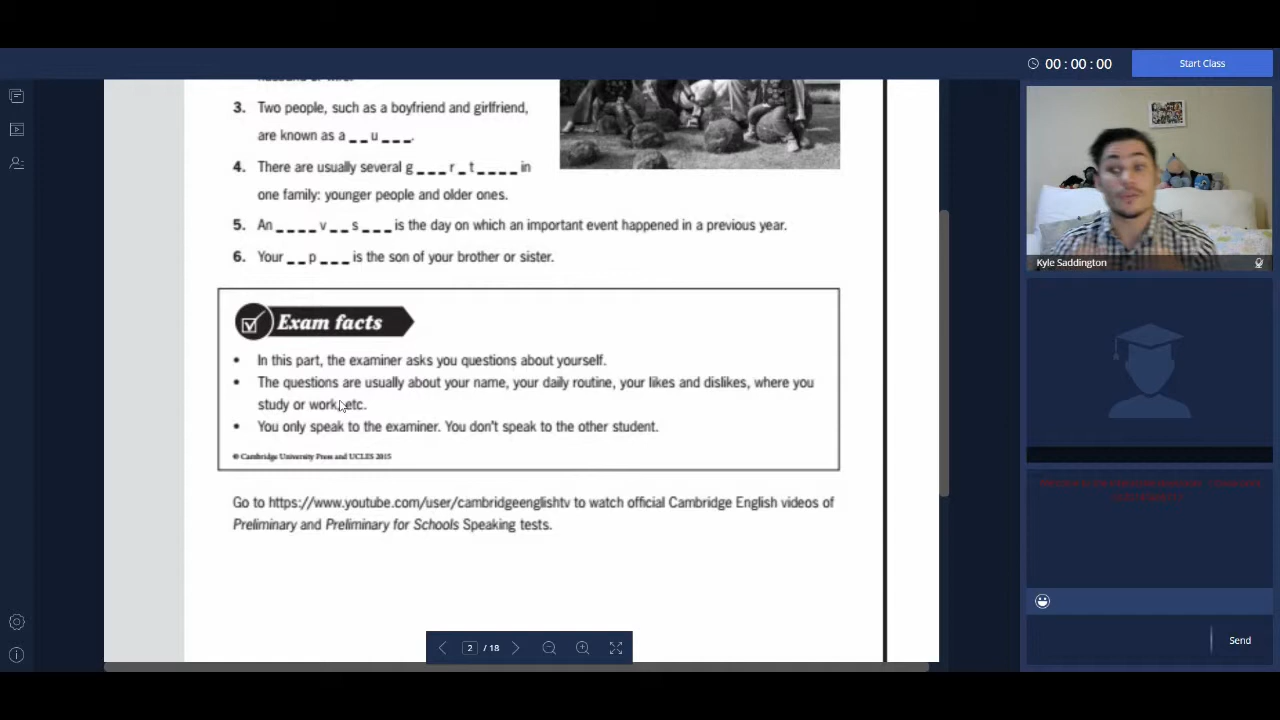 00 : 00 : 00
Start Class
3. Two people, such as a boyfriend and girlfriend,
are known as a _ _ u _ _ _.
4. There are usually several g _ _ _ r _ t _ _ _ _ in
one family: younger people and older ones.
5. An _ _ _ _ v _ _ s _ _ _ is the day on which an important event happened in a previous year.
6. Your _ _ p _ _ _ is the son of your brother or sister.
Kyle Saddington
Exam facts
• In this part, the examiner asks you questions about yourself.
• The questions are usually about your name, your daily routine, your likes and dislikes, where you
study or work, etc.
• You only speak to the examiner. You don't speak to the other student.
© Cambridge University Press and UCLES 2015
Go to https://www.youtube.com/user/cambridgeenglishtv to watch official Cambridge English videos of
Preliminary and Preliminary for Schools Speaking tests.
2 / 18
Send